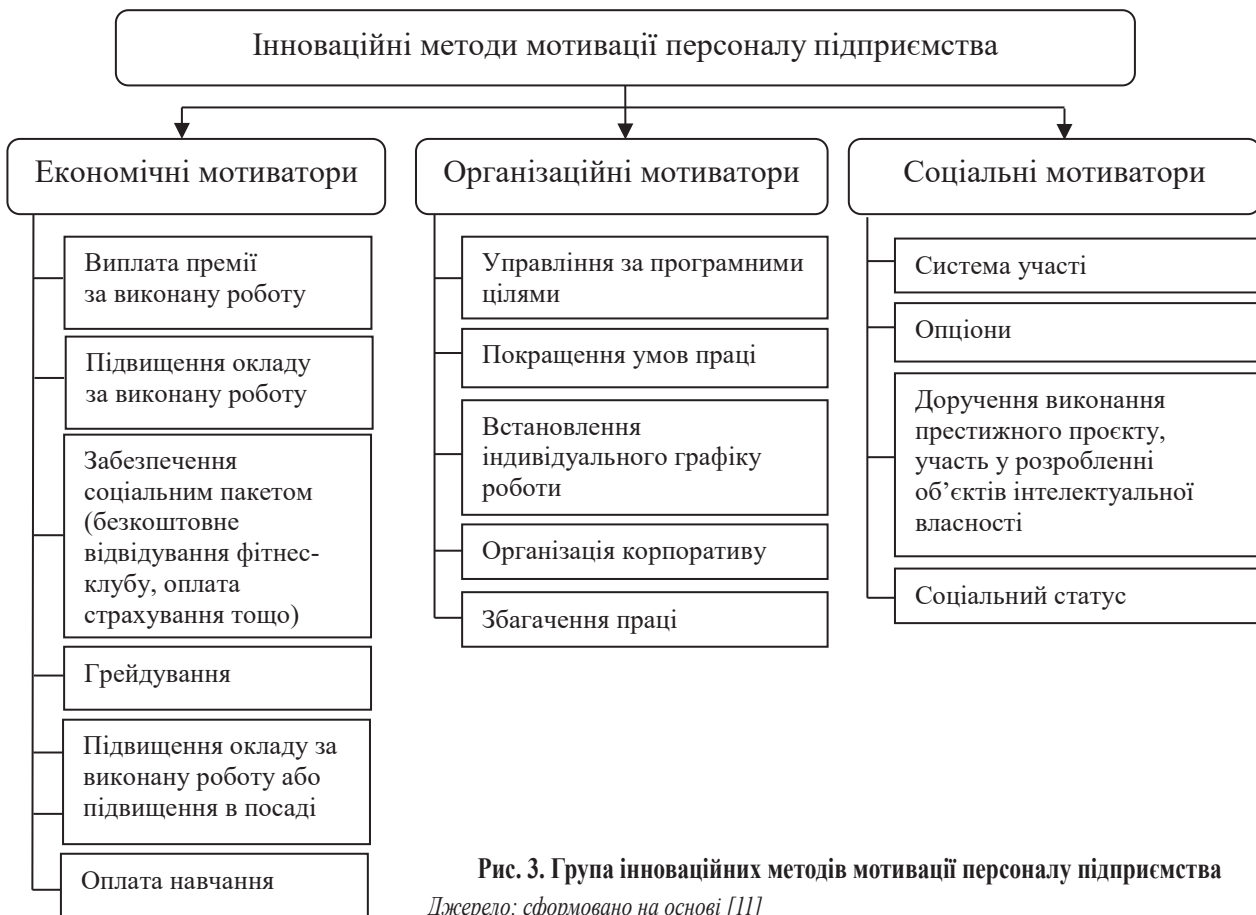 Інноваційні методи мотивації персоналу підприємства
Економічні мотиватори
Виплата премії
за виконану роботу
Підвищення окладу
за виконану роботу
Забезпечення
соціальним пакетом
(безкоштовне
відвідування фітнес-
клубу, оплата
страхування тощо)
Грейдування
Підвищення окладу за
виконану роботу або
підвищення в посаді
Оплата навчання
Організаційні мотиватори
Управління за програмними
цілями
Покращення умов праці
Встановлення
індивідуального графіку
роботи
Організація корпоративу
Збагачення праці
Соціальні мотиватори
Система участі
Опціони
Доручення виконання
престижного проєкту,
участь у розробленні
об’єктів інтелектуальної
власності
Соціальний статус
Рис. 3. Група інноваційних методів мотивації персоналу підприємства
Джерело: сформовано на основі [11]